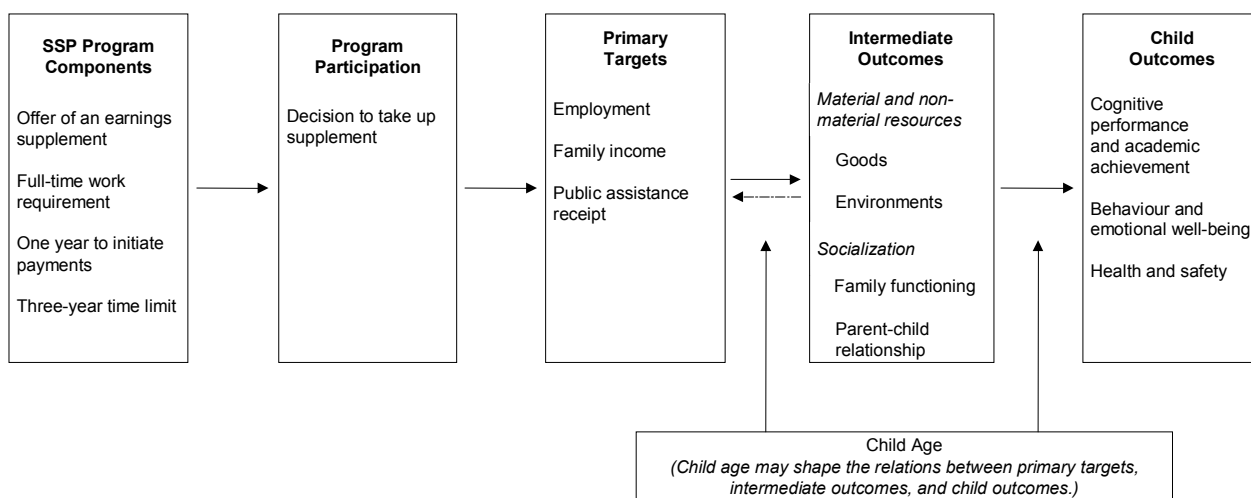 SSP Program
Components
Offer of an earnings
supplement
Full-time work
requirement
One year to initiate
payments
Three-year time limit
Program
Participation
Decision to take up
supplement
Primary
Targets
Employment
Family income
Public assistance
receipt
Intermediate
Outcomes
Material and non-
material resources
Goods
Environments
Socialization
Family functioning
Parent-child
relationship
Child
Outcomes
Cognitive
performance
and academic
achievement
Behaviour and
emotional well-being
Health and safety
Child Age
(Child age may shape the relations between primary targets,
intermediate outcomes, and child outcomes.)